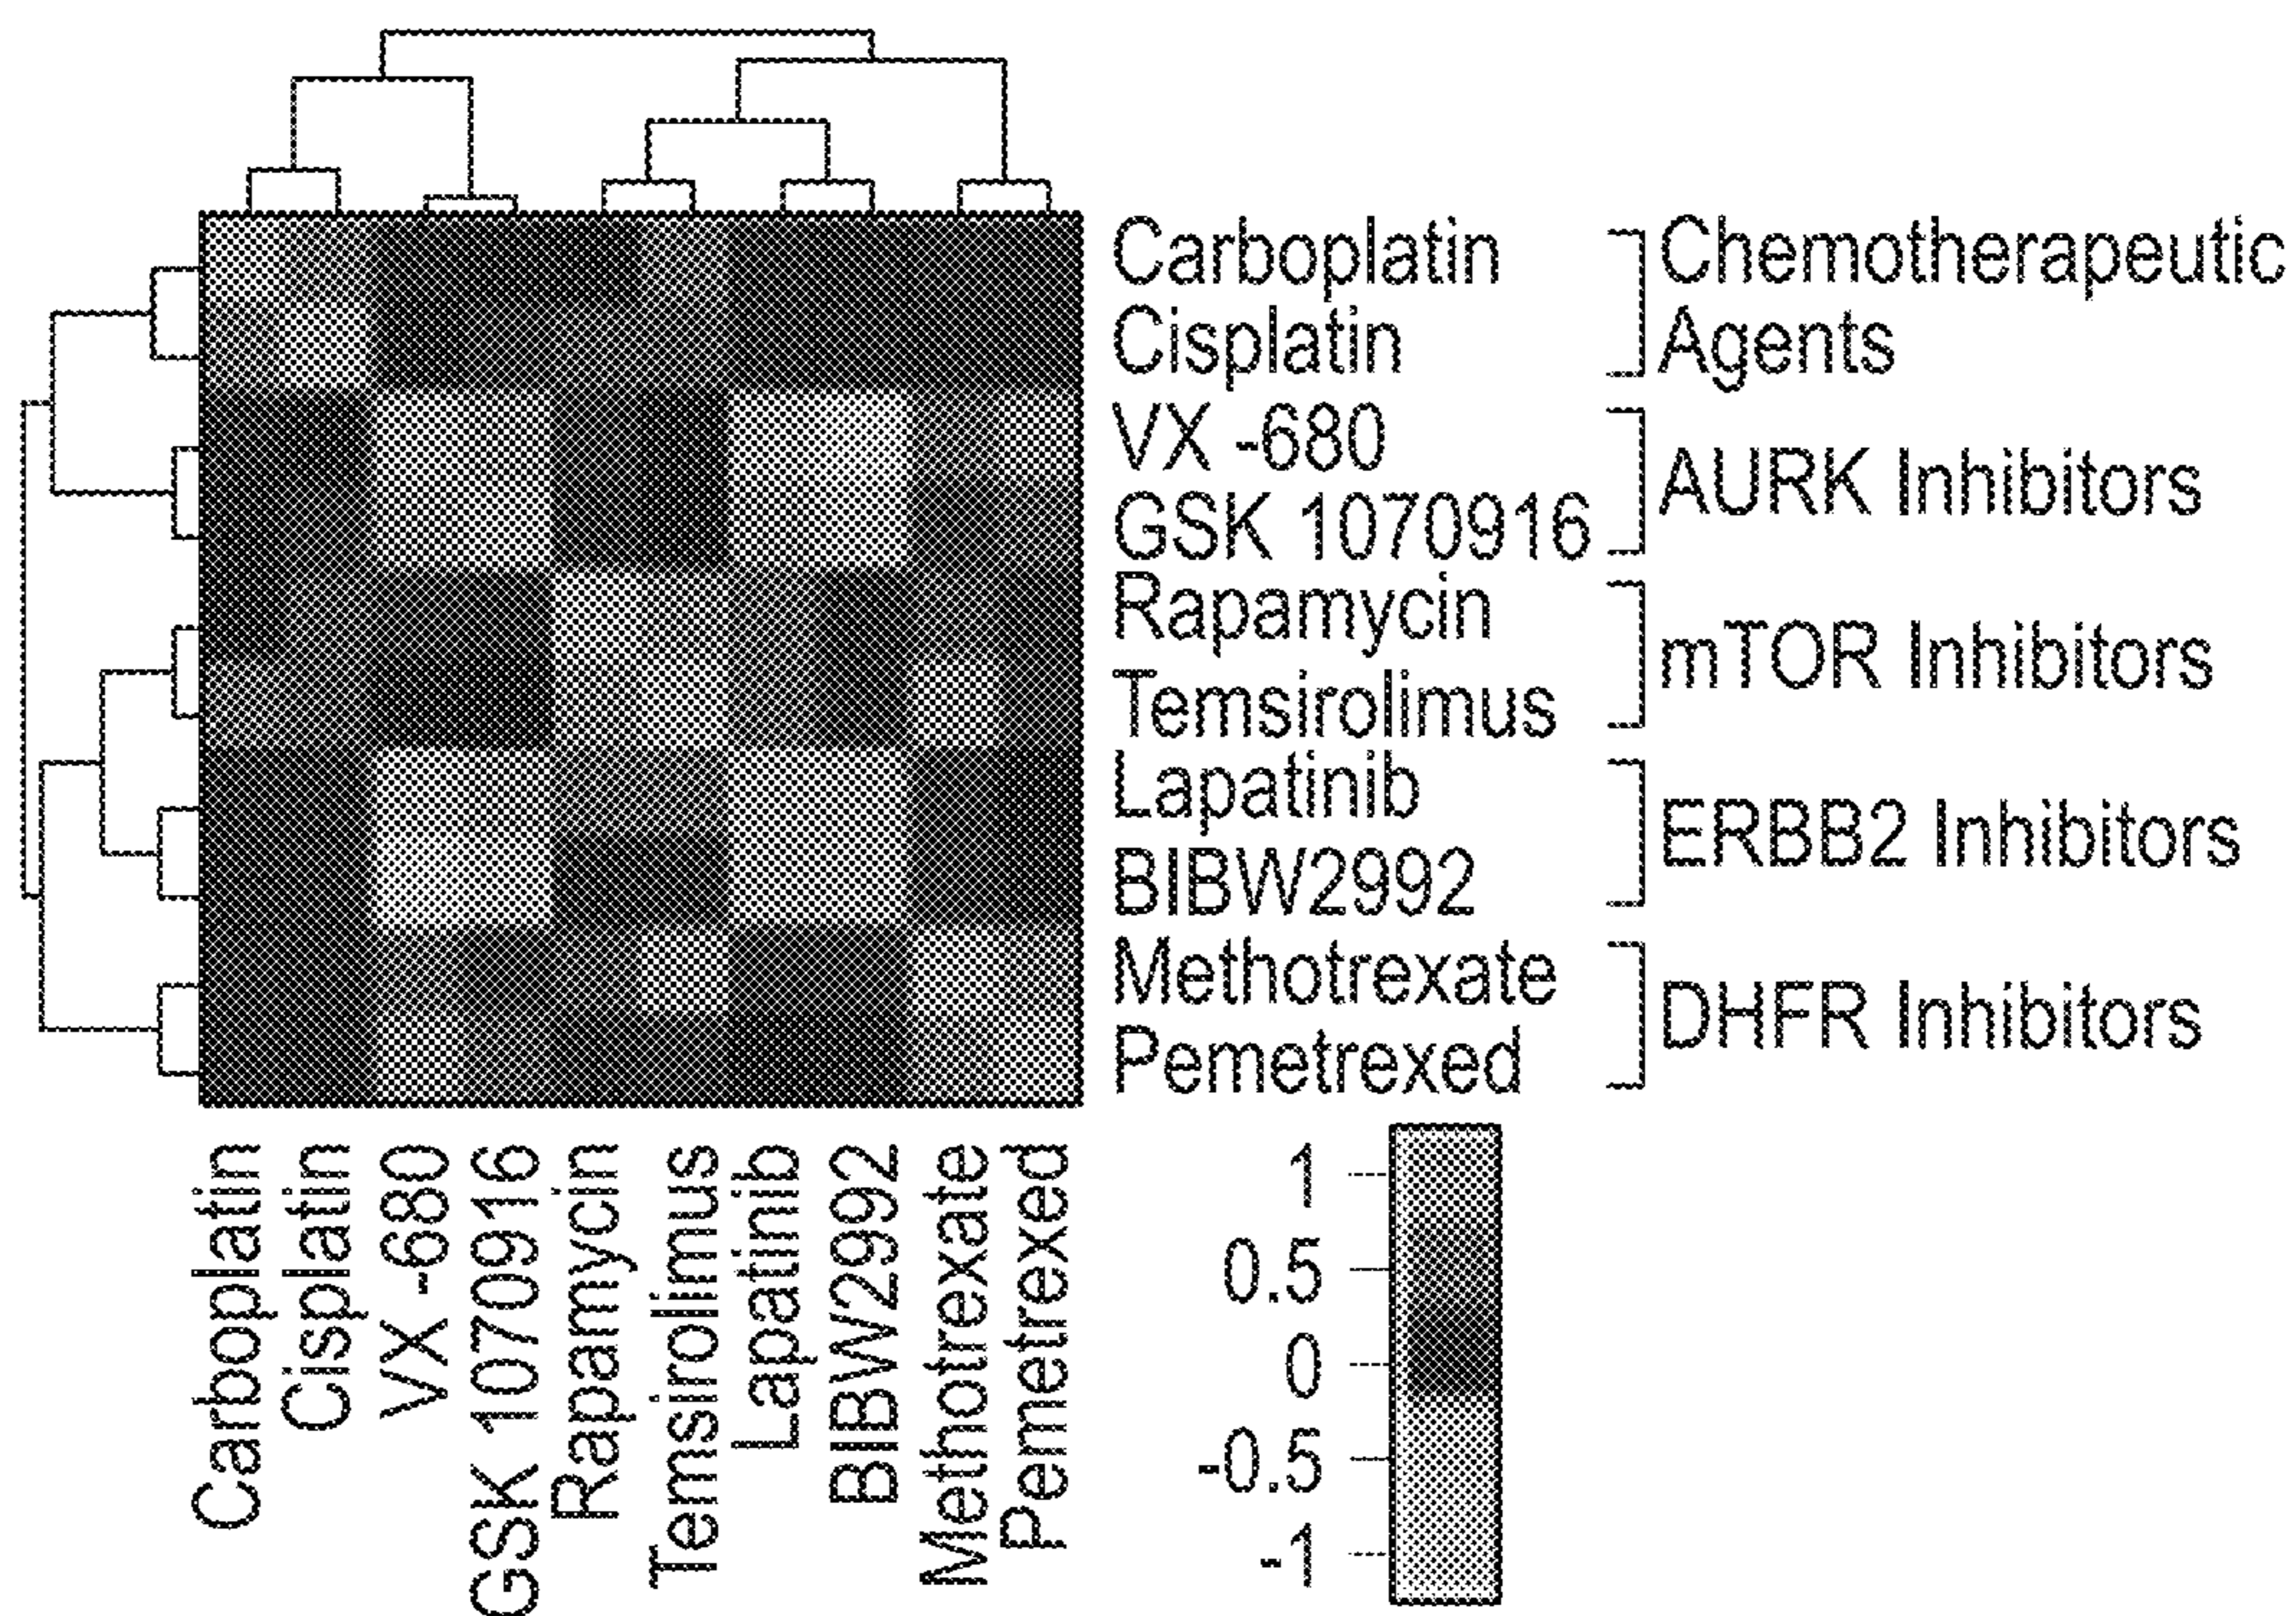 Carboplatin
Cisplatin
VX -680
GSK 1070916
Rapamycin
Temsirolimus
Lapatinib
BIBW2992
Methotrexate
Pemetrexed
Chemotherapeutic
Agents
AURK Inhibitors
mTOR Inhibitors
ERBB2 Inhibitors
DHFR Inhibitors
Carboplatin
Cisplatin
VX -680
GSK 1070916
Rapamycin
Temsirolimus
Lapatinib
BIBW2992
Methotrexate
Pemetrexed
1
0.5
0
-0.5
-1